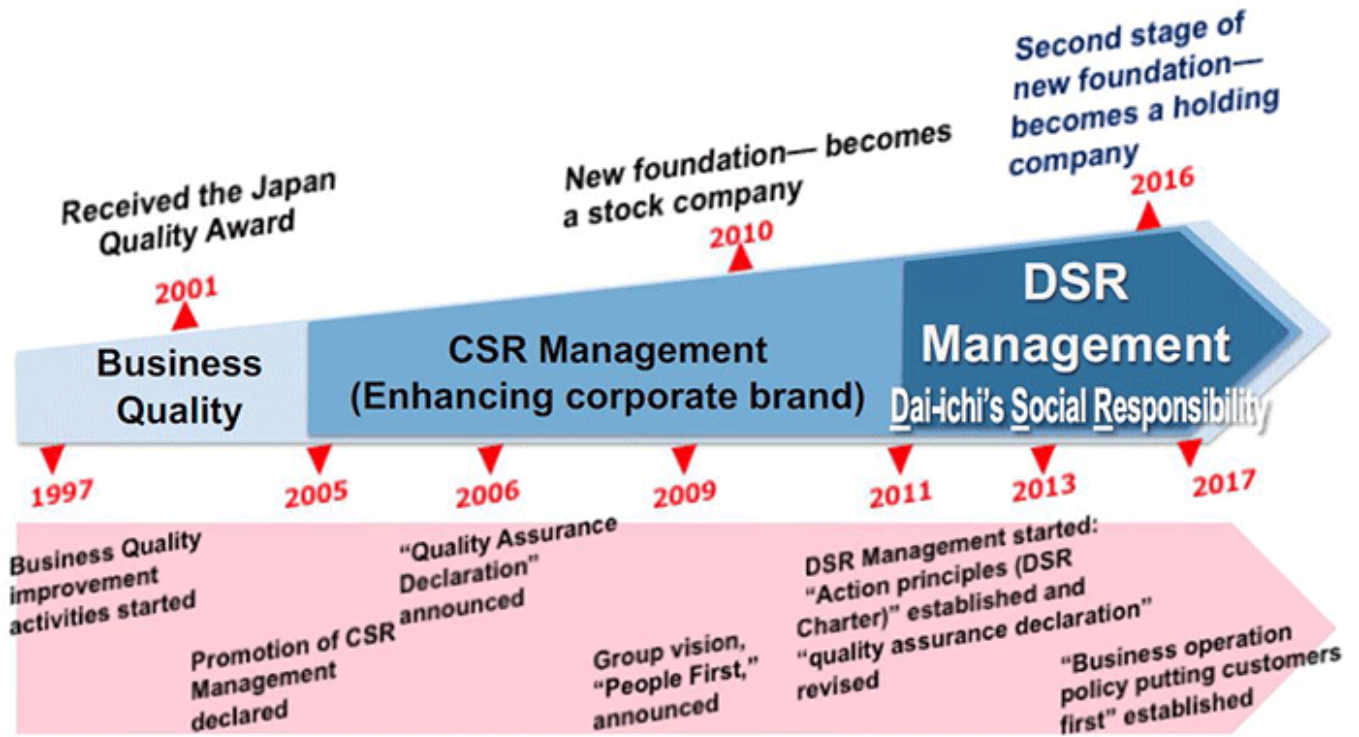 Second stage of
new foundation—
becomes a holding
company
2016
New foundation— becomes
a stock company
2010
Received the Japan
Quality Award
2001
Business
Quality
CSR Management
(Enhancing corporate brand)
DSR
Management
Dai-ichi's Social Responsibility
1997
2005
2006
2009
2011
2013
2017
Business Quality
improvement
activities started
Promotion of CSR
Management
declared
“Quality Assurance
Declaration”
announced
Group vision,
“People First,”
announced
DSR Management started:
“Action principles (DSR
Charter)” established and
“quality assurance declaration”
revised
“Business operation
policy putting customers
first” established